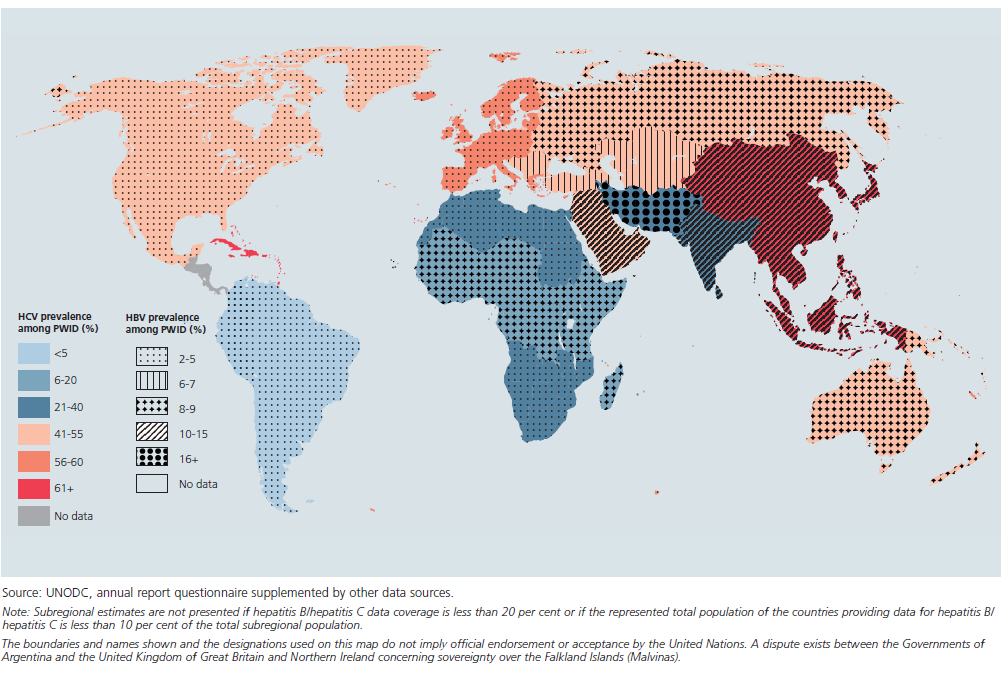 HCV prevalence
among PWID (%)
<5
6-20
21-40
41-55
56-60
61+
No data
HBV prevalence
among PWID (%)
2-5
6-7
8-9
10-15
16+
No data
Source: UNODC, annual report questionnaire supplemented by other data sources.
Note: Subregional estimates are not presented if hepatitis B/hepatitis C data coverage is less than 20 per cent or if the represented total population of the countries providing data for hepatitis B/
hepatitis C is less than 10 per cent of the total subregional population.
The boundaries and names shown and the designations used on this map do not imply official endorsement or acceptance by the United Nations. A dispute exists between the Governments of
Argentina and the United Kingdom of Great Britain and Northern Ireland concerning sovereignty over the Falkland Islands (Malvinas).